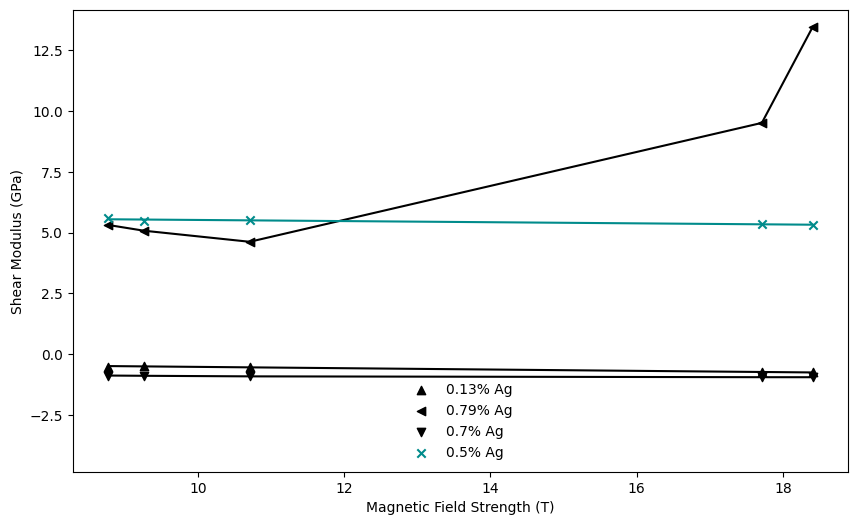 12.5
10.0
7.5
5.0
2.5
0.0
−2.5
Shear Modulus (GPa)
0.13% Ag
0.79% Ag
0.7% Ag
0.5% Ag
10
12
14
16
18
Magnetic Field Strength (T)